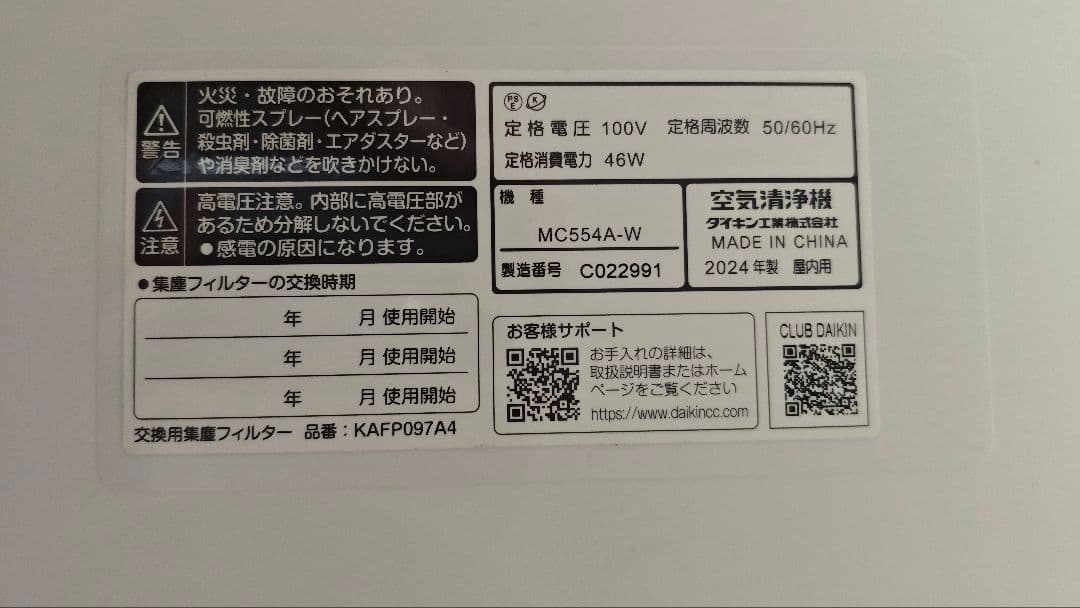 警告
火災・故障のおそれあり。
可燃性スプレー(ヘアスプレー・
殺虫剤・除菌剤・エアダスターなど)
や消臭剤などを吹きかけない。
注意
高電圧注意。内部に高電圧部が
あるため分解しないでください。
●感電の原因になります。
●集塵フィルターの交換時期
年 月 使用開始
年 月 使用開始
年 月 使用開始
交換用集塵フィルター 品番:KAFP097A4
PS E K
定格電圧 100V 定格周波数 50/60Hz
定格消費電力 46W
機種
MC554A-W
製造番号 C022991
空気清浄機
ダイキン工業株式会社
MADE IN CHINA
2024年製 屋内用
お客様サポート
お手入れの詳細は、
取扱説明書またはホーム
ページをご覧ください
https://www.daikincc.com
CLUB DAIKIN